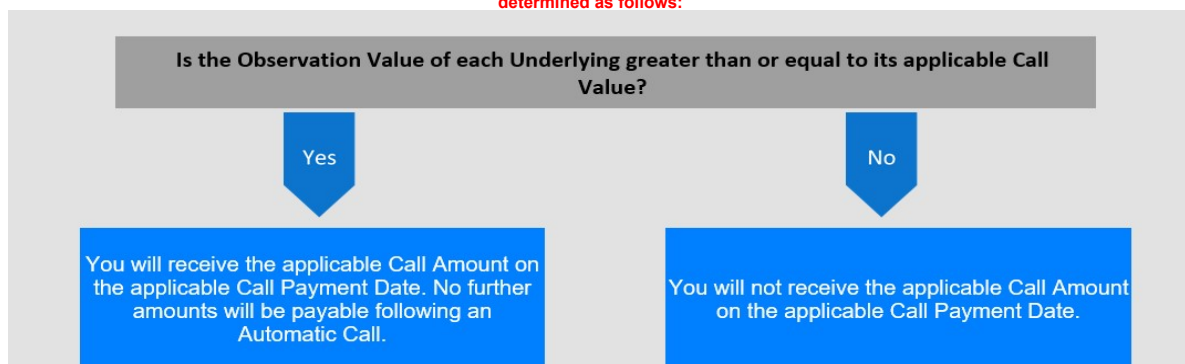 determined as follows:
Is the Observation Value of each Underlying greater than or equal to its applicable Call
Value?
Yes
No
You will receive the applicable Call Amount on
the applicable Call Payment Date. No further
amounts will be payable following an
Automatic Call.
You will not receive the applicable Call Amount
on the applicable Call Payment Date.